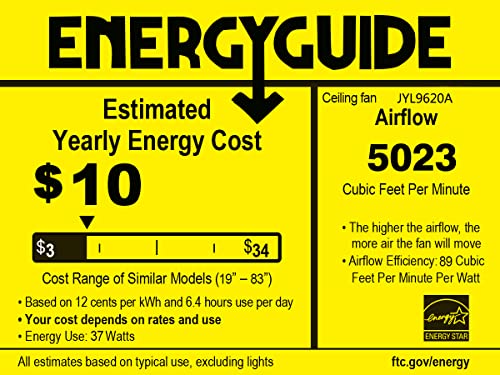 ENERGYGUIDE
Estimated
Yearly Energy Cost
$10
$3
$34
Cost Range of Similar Models (19” – 83”)
• Based on 12 cents per kWh and 6.4 hours use per day
• Your cost depends on rates and use
• Energy Use: 37 Watts
Ceiling fan JYL9620A
Airflow
5023
Cubic Feet Per Minute
• The higher the airflow, the
more air the fan will move
• Airflow Efficiency: 89 Cubic
Feet Per Minute Per Watt
energy
ENERGY STAR
All estimates based on typical use, excluding lights
ftc.gov/energy